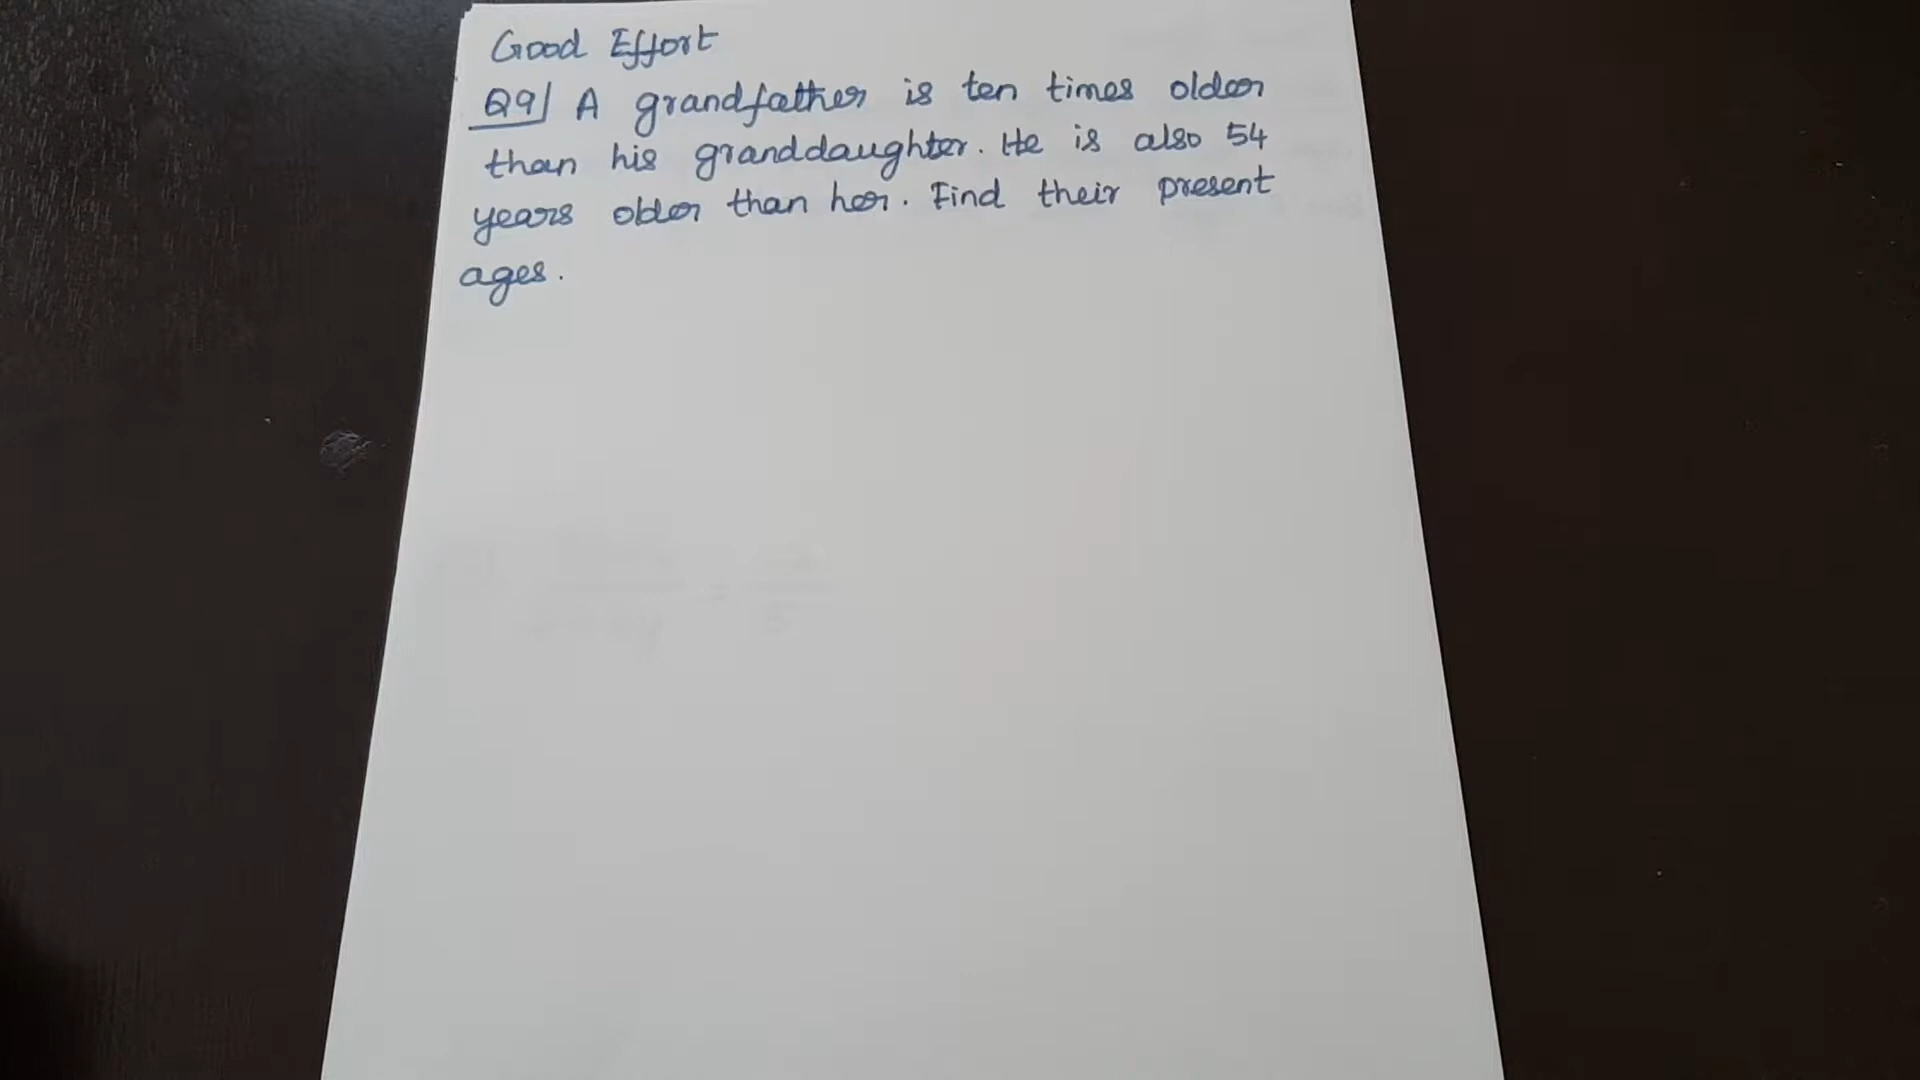 Good Effort
Q9 A grandfather is ten times older
than his granddaughter. He is also 54
years older than her. Find their present
ages.